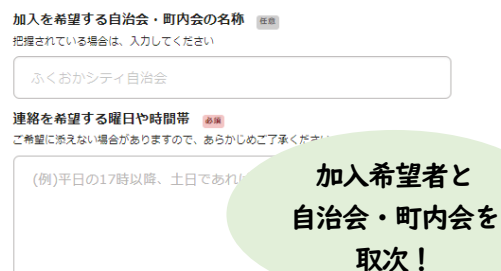 加入を希望する自治会・町内会の名称 任意
把握されている場合は、入力してください
ふくおかシティ自治会
連絡を希望する曜日や時間帯 必須
ご希望に添えない場合がありますので、あらかじめご了承くださ
(例)平日の17時以降、土日であれ
加入希望者と
自治会・町内会を
取次!